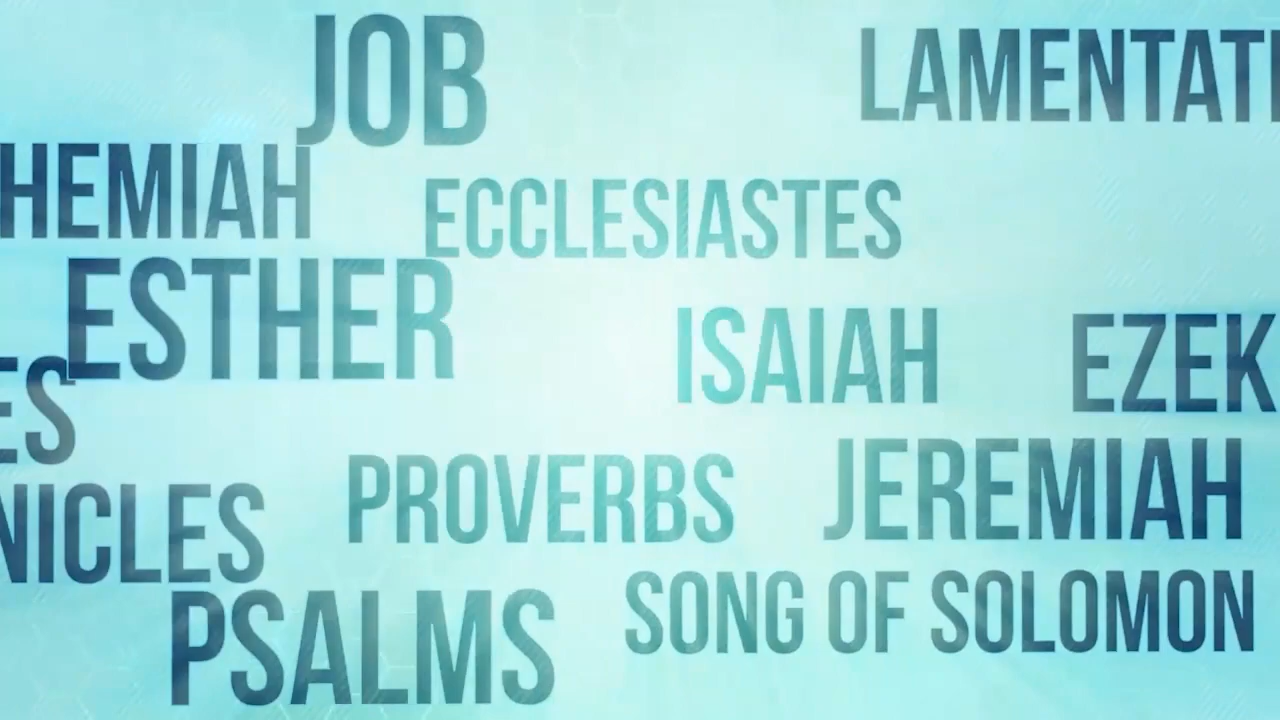 JOB
LAMENTATI
HEMIAH
ECCLESIASTES
ESTHER
ISAIAH
EZEK
ES
PROVERBS
JEREMIAH
NICLES
SONG OF SOLOMON
PSALMS